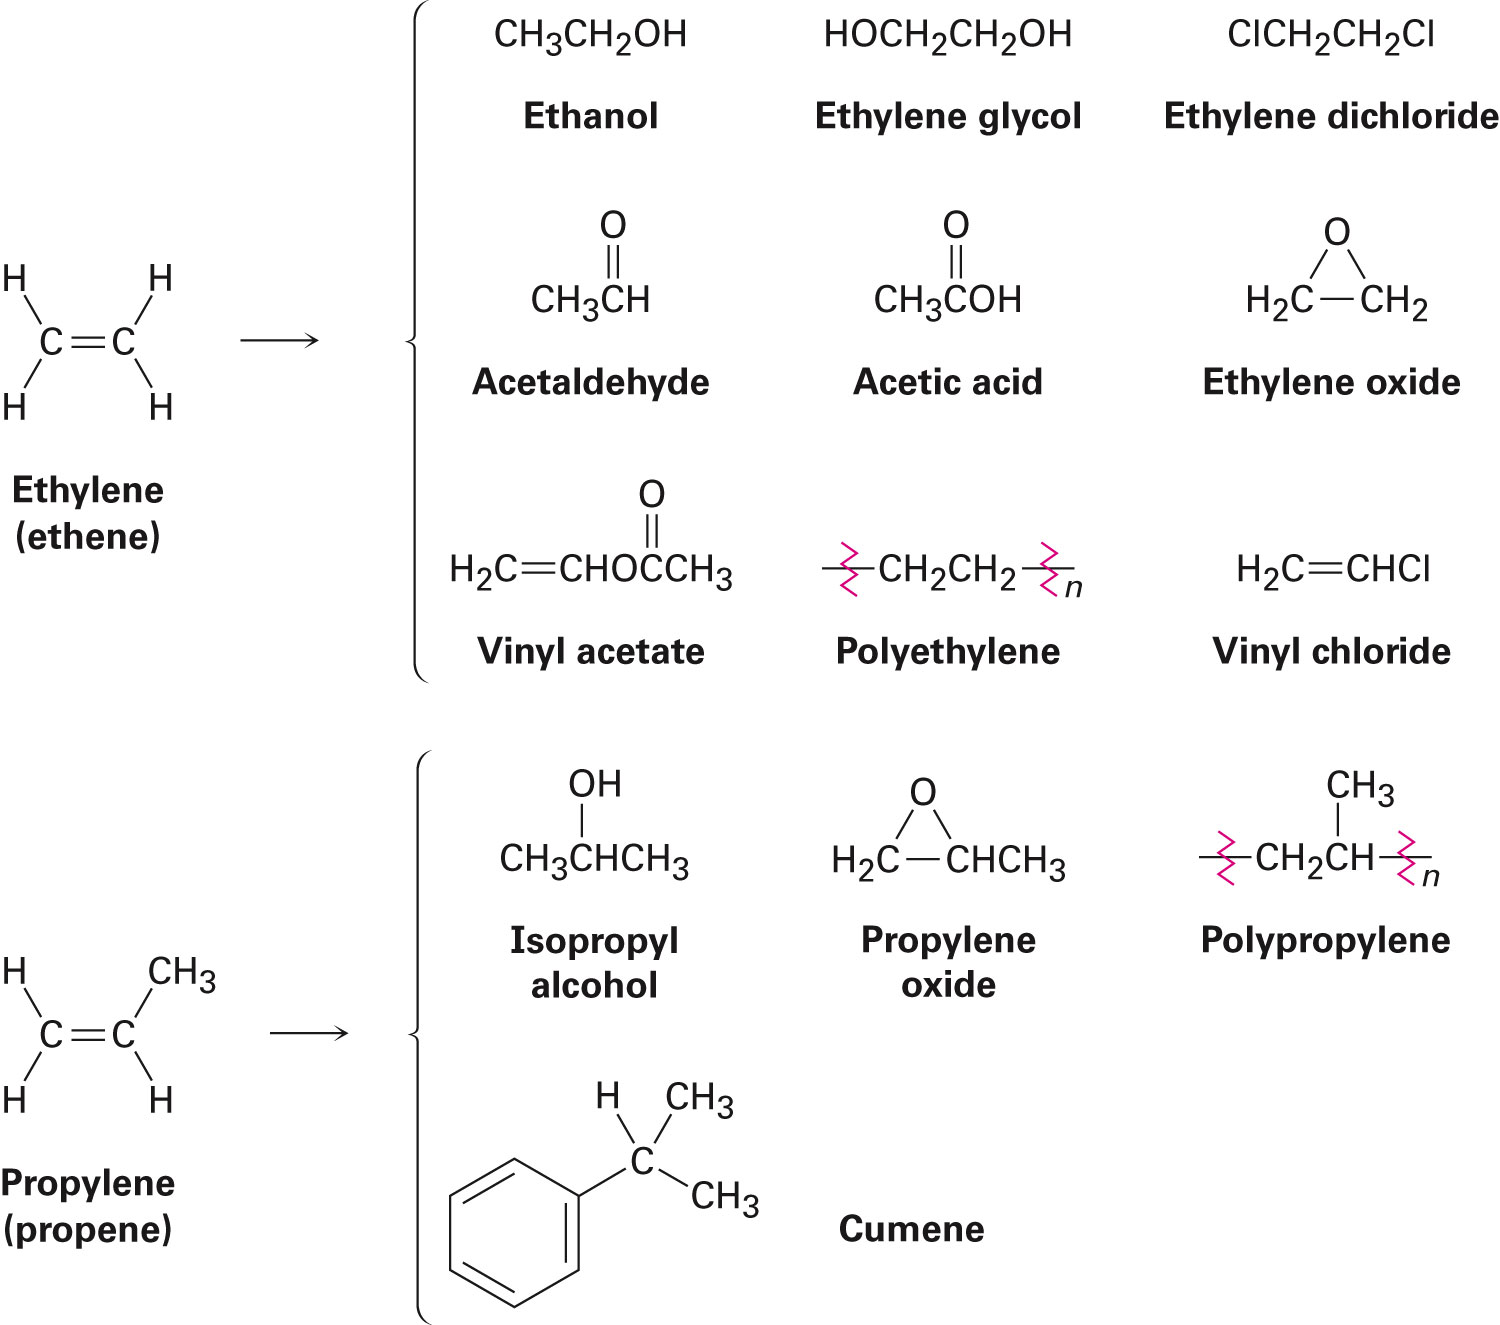 CH3CH2OH HOCH2CH2OH ClCH2CH2Cl
Ethanol Ethylene glycol Ethylene dichloride
O O O
CH3CH CH3COH H2C—CH2
Acetaldehyde Acetic acid Ethylene oxide
H H
C=C
H H
Ethylene
(ethene)
O
H2C=CHOCCH3 CH2CH2 n H2C=CHCl
Vinyl acetate Polyethylene Vinyl chloride
OH O CH3
CH3CHCH3 H2C—CHCH3 CH2CH n
Isopropyl
alcohol
Propylene
oxide
Polypropylene
H CH3
C=C
H H
Propylene
(propene)
H CH3
C
CH3
Cumene